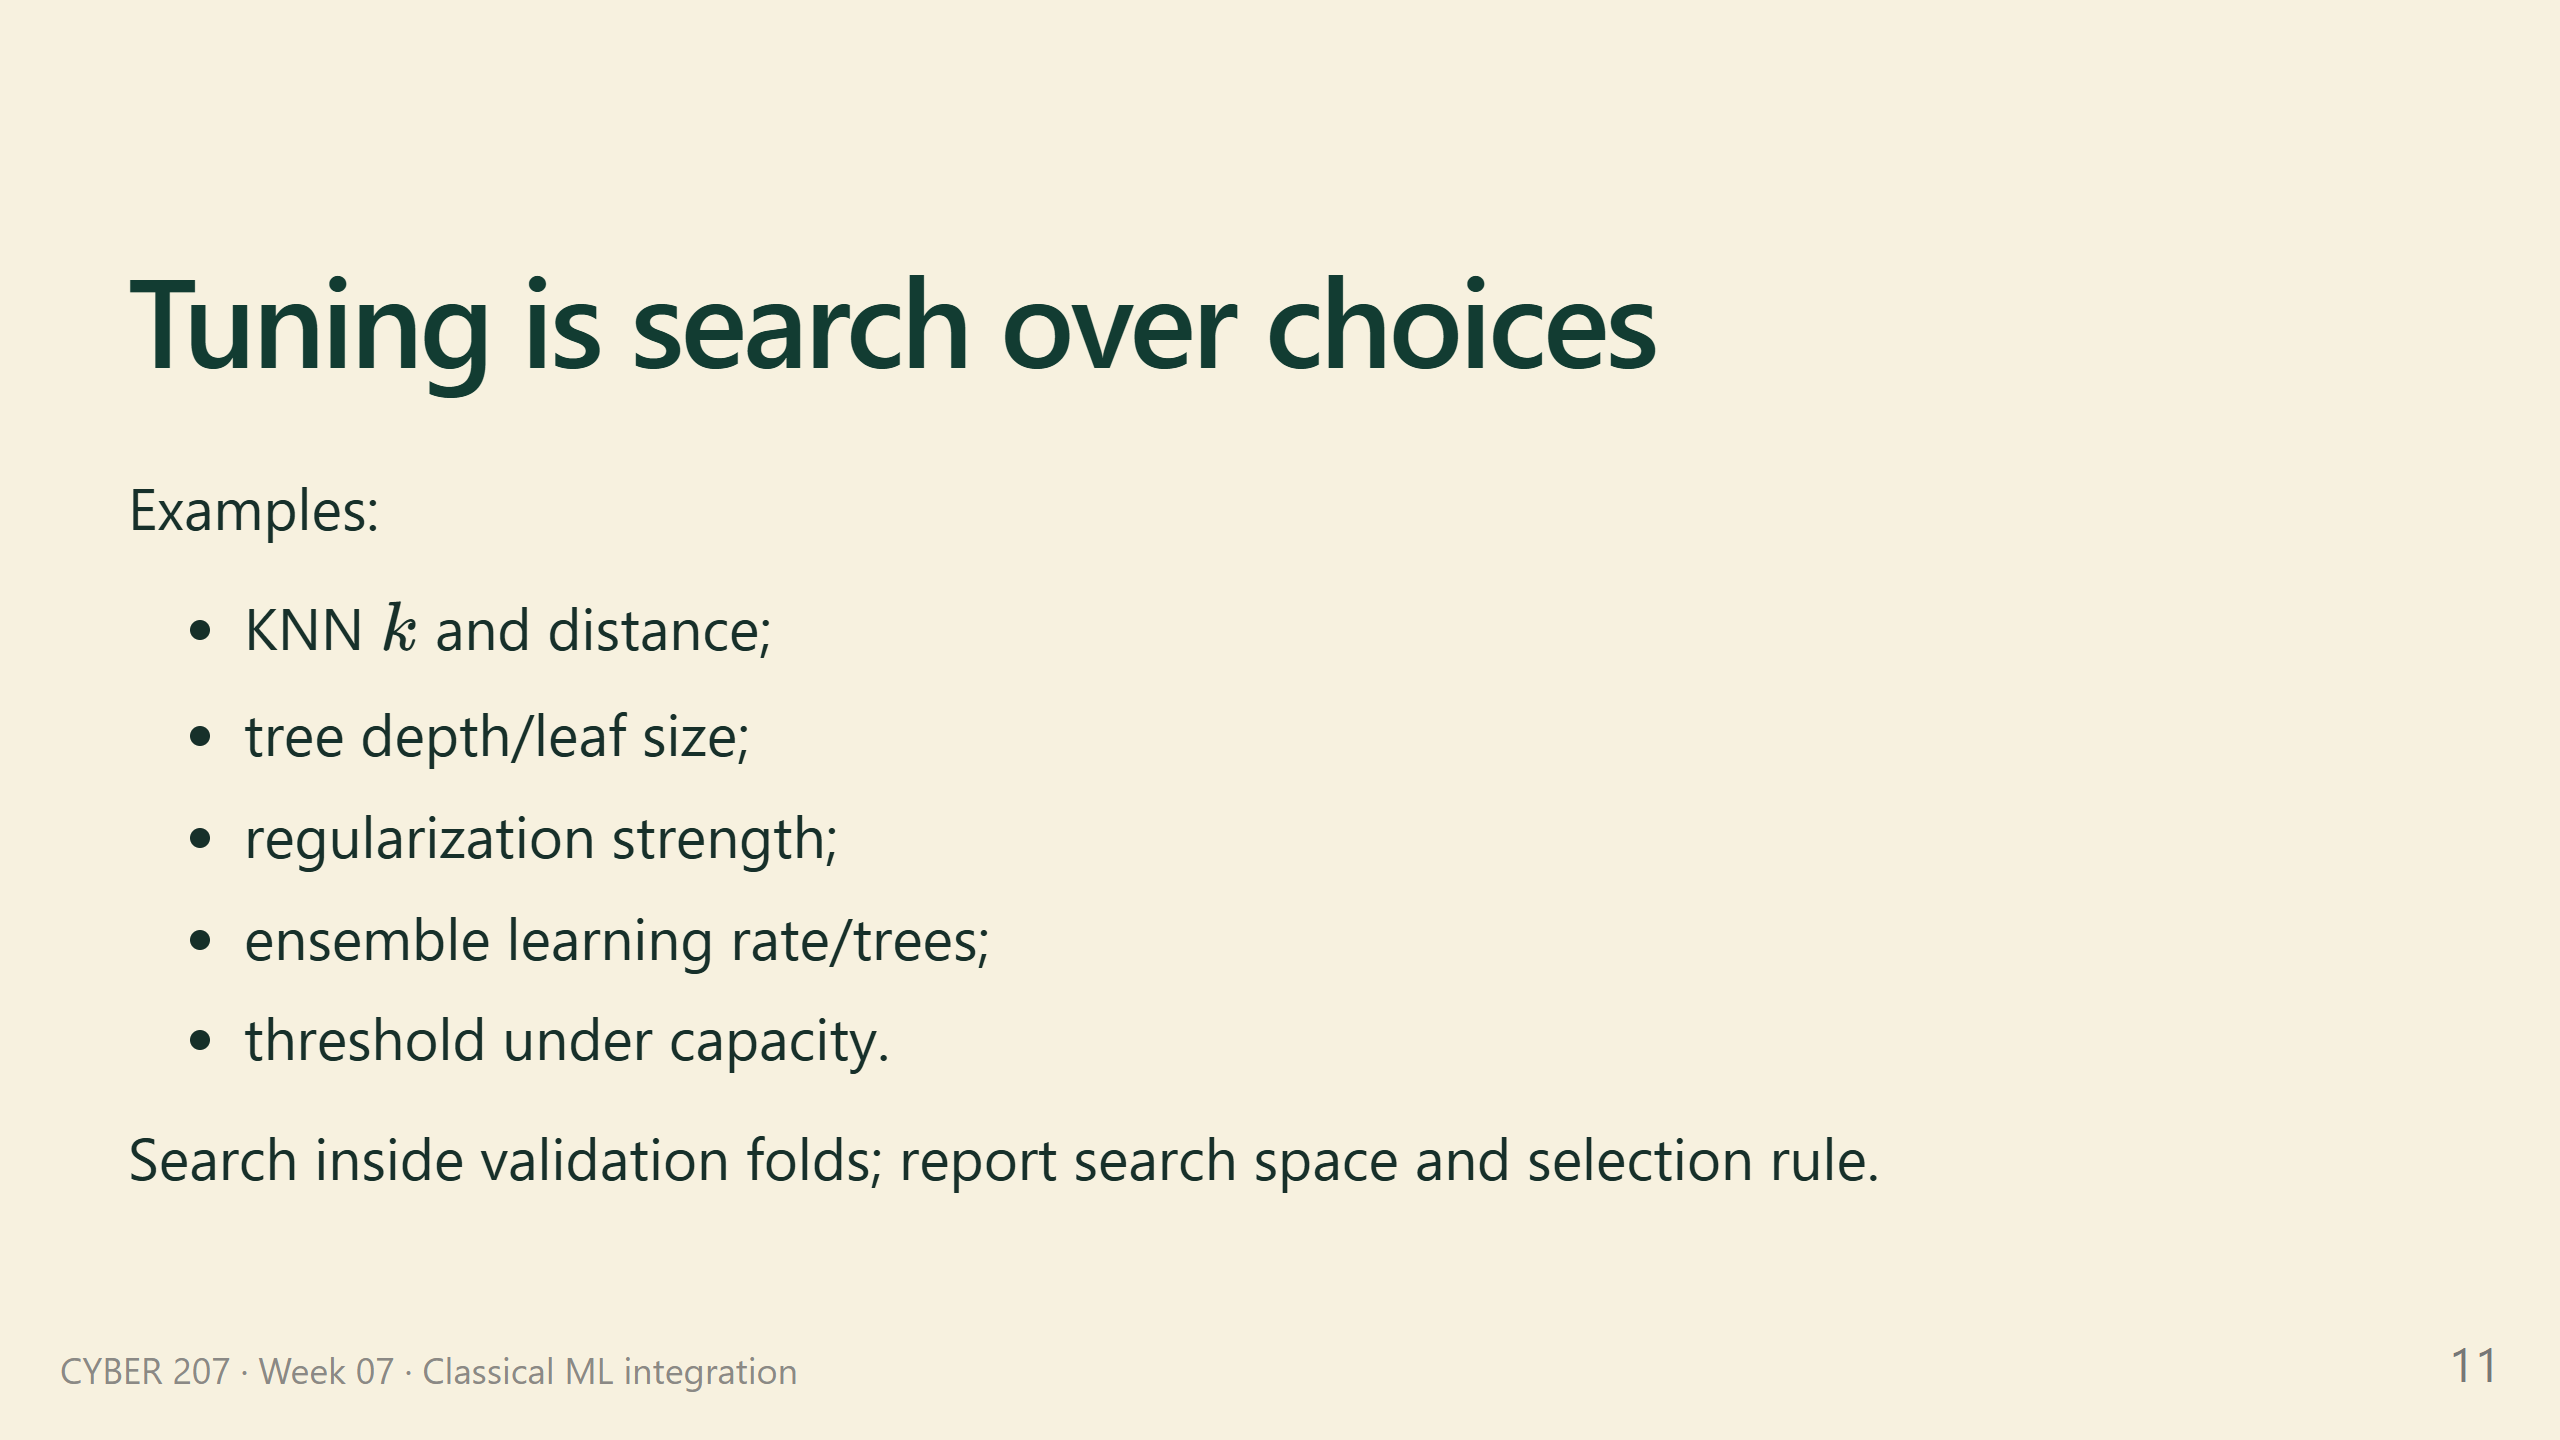 Tuning is search over choices
Examples:
• KNN k and distance;
• tree depth/leaf size;
• regularization strength;
• ensemble learning rate/trees;
• threshold under capacity.
Search inside validation folds; report search space and selection rule.
CYBER 207 · Week 07 · Classical ML integration
11